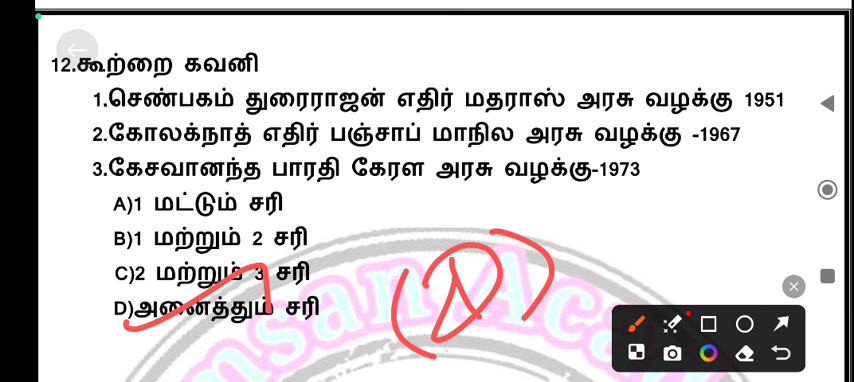 12.கூற்றை கவனி
1.செண்பகம் துரைராஜன் எதிர் மதராஸ் அரசு வழக்கு 1951
2.கோலக்நாத் எதிர் பஞ்சாப் மாநில அரசு வழக்கு -1967
3.கேசவானந்த பாரதி கேரள அரசு வழக்கு-1973
A)1 மட்டும் சரி
B)1 மற்றும் 2 சரி
C)2 மற்றும் 3 சரி
D)அனைத்தும் சரி